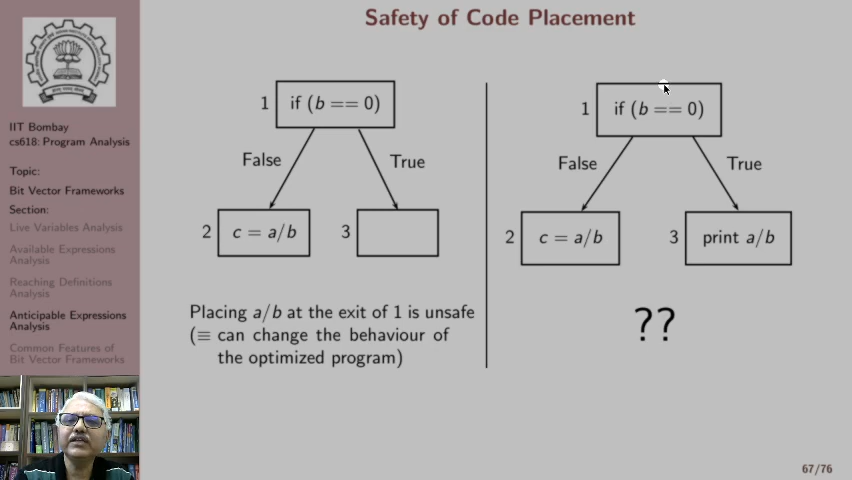 Safety of Code Placement
IIT Bombay
cs618: Program Analysis
Topic:
Bit Vector Frameworks
Section:
Live Variables Analysis
Available Expressions
Analysis
Reaching Definitions
Analysis
Anticipable Expressions
Analysis
Common Features of
Bit Vector Frameworks
1 if (b == 0)
False True
2 c = a/b 3
Placing a/b at the exit of 1 is unsafe
(≡ can change the behaviour of
the optimized program)
1 if (b == 0)
False True
2 c = a/b 3 print a/b
??
67/76